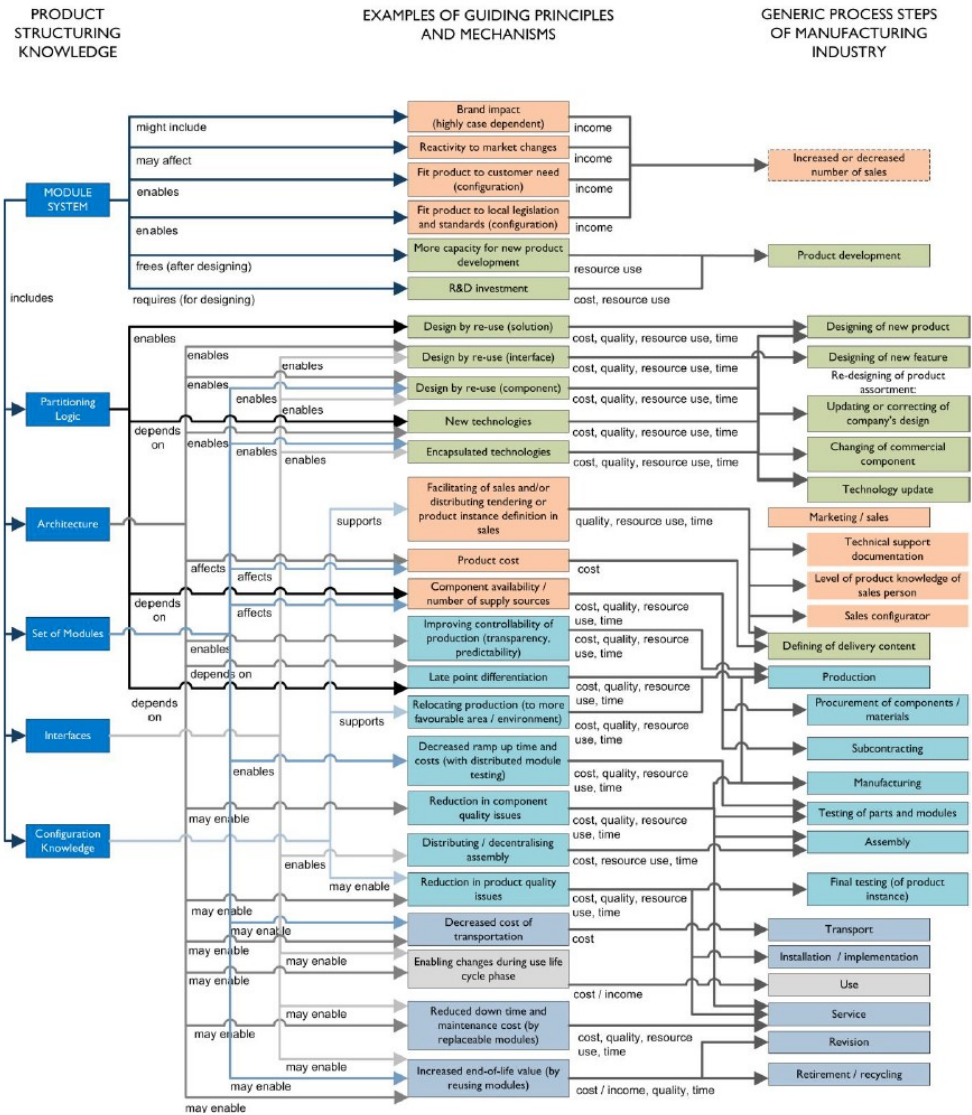 PRODUCT
STRUCTURING
KNOWLEDGE
EXAMPLES OF GUIDING PRINCIPLES
AND MECHANISMS
GENERIC PROCESS STEPS
OF MANUFACTURING
INDUSTRY
MODULE
SYSTEM
includes
Partitioning
Logic
Architecture
Set of Modules
Interfaces
Configuration
Knowledge
might include
may affect
enables
enables
frees (after designing)
requires (for designing)
enables
enables
enables
enables
enables
enables
depends
on
enables
enables
enables
supports
affects
affects
depends
on
affects
enables
depends on
depends
on
supports
enables
may enable
enables
may enable
may enable
may enable
may enable
may enable
may enable
may enable
may enable
may enable
may enable
may enable
Brand impact
(highly case dependent)
income
Reactivity to market changes
income
Fit product to customer need
(configuration)
income
Fit product to local legislation
and standards (configuration)
income
More capacity for new product
development
resource use
R&D investment
cost, resource use
Design by re-use (solution)
cost, quality, resource use, time
Design by re-use (interface)
cost, quality, resource use, time
Design by re-use (component)
cost, quality, resource use, time
New technologies
cost, quality, resource use, time
Encapsulated technologies
cost, quality, resource use, time
Facilitating of sales and/or
distributing tendering or
product instance definition in
sales
quality, resource use, time
Product cost
cost
Component availability /
number of supply sources
cost, quality, resource
use, time
Improving controllability of
production (transparency,
predictability)
cost, quality, resource
use, time
Late point differentiation
cost, quality, resource
use, time
Relocating production (to more
favourable area / environment)
cost, quality, resource
use, time
Decreased ramp up time and
costs (with distributed module
testing)
cost, quality, resource
use, time
Reduction in component
quality issues
cost, quality, resource
use, time
Distributing / decentralising
assembly
cost, resource use, time
Reduction in product quality
issues
cost, quality, resource
use, time
Decreased cost of
transportation
cost
Enabling changes during use life
cycle phase
cost / income
Reduced down time and
maintenance cost (by
replaceable modules)
cost, quality, resource
use, time
Increased end-of-life value (by
reusing modules)
cost / income, quality, time
Increased or decreased
number of sales
Product development
Designing of new product
Designing of new feature
Re-designing of product
assortment:
Updating or correcting of
company's design
Changing of commercial
component
Technology update
Marketing / sales
Technical support
documentation
Level of product knowledge of
sales person
Sales configurator
Defining of delivery content
Production
Procurement of components /
materials
Subcontracting
Manufacturing
Testing of parts and modules
Assembly
Final testing (of product
instance)
Transport
Installation / implementation
Use
Service
Revision
Retirement / recycling